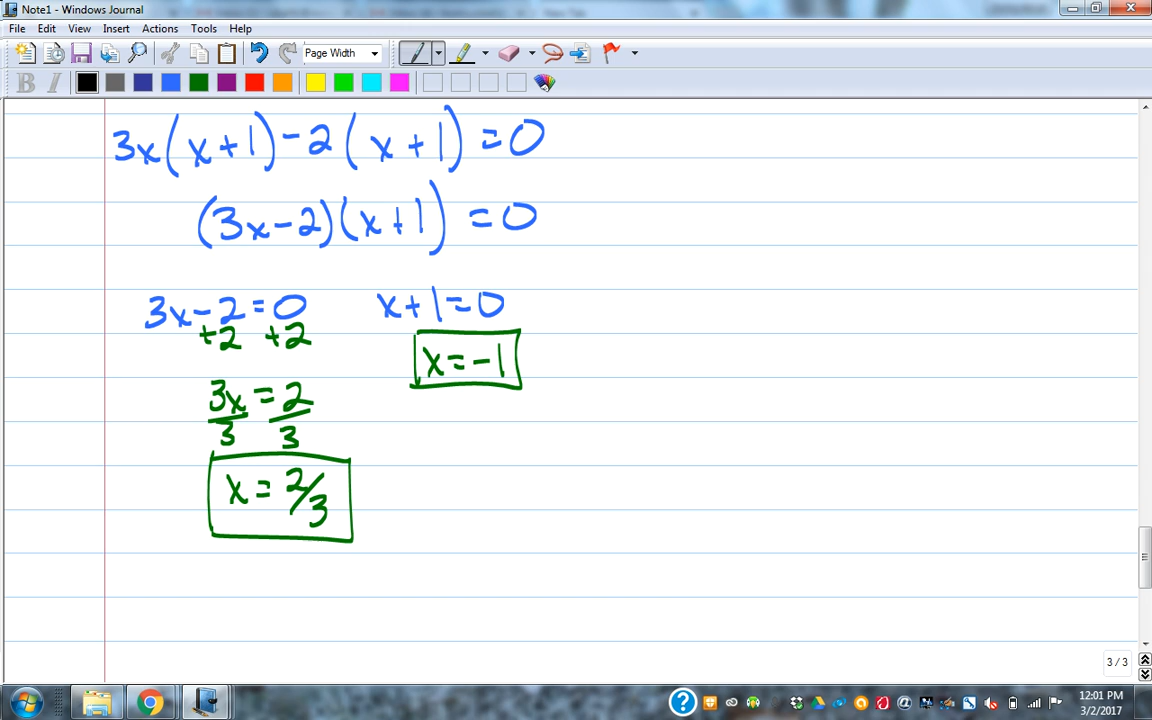 Note1 - Windows Journal
File Edit View Insert Actions Tools Help
Page Width
B I
3x(x+1)-2(x+1)=0
(3x-2)(x+1)=0
3x-2=0 x+1=0
+2 +2
x=-1
3x=2
3 3
x=2/3
3 / 3
12:01 PM
3/2/2017